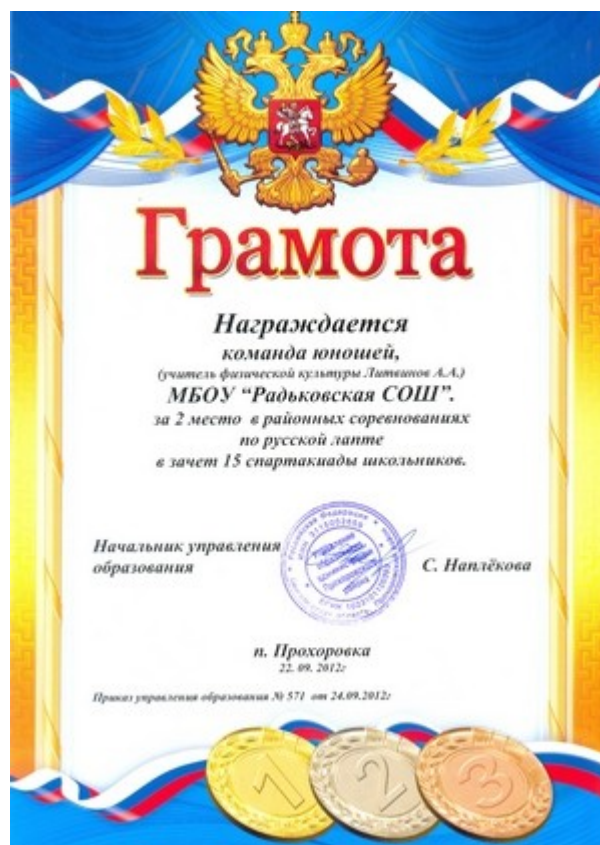 Грамота
Награждается
команда юношей,
(учитель физической культуры Литвинов А.А.)
МБОУ “Радьковская СОШ”.
за 2 место в районных соревнованиях
по русской лапте
в зачет 15 спартакиады школьников.
Начальник управления
образования
С. Наплёкова
п. Прохоровка
22. 09. 2012г
Приказ управления образования № 571 от 24.09.2012г
1 2 3